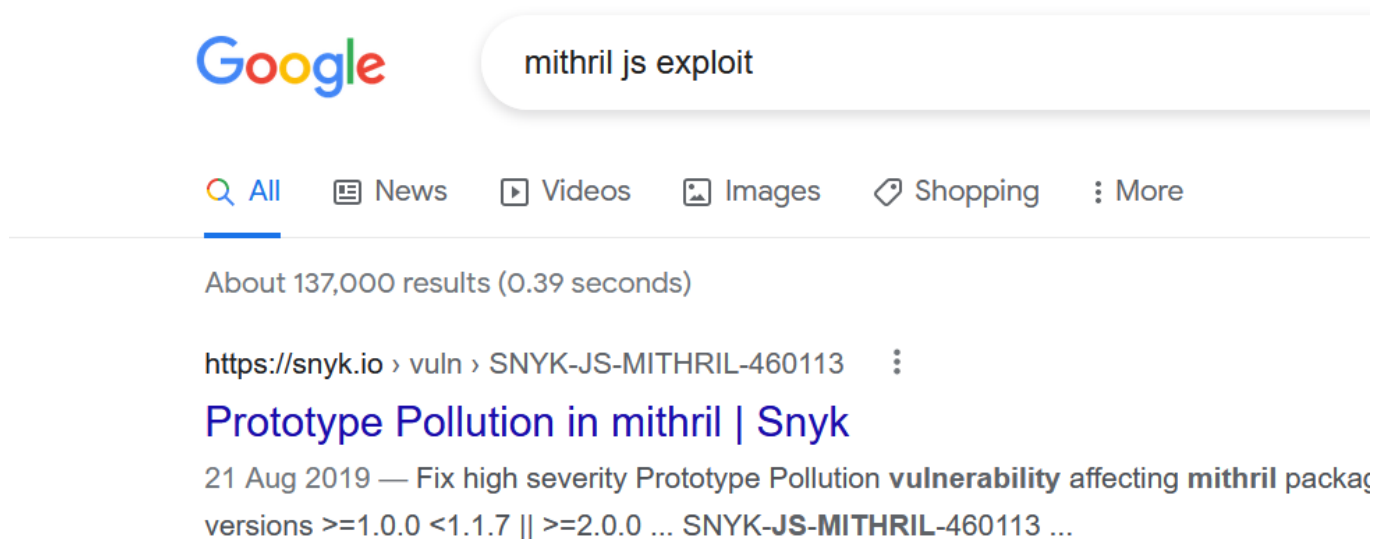 Google
mithril js exploit
All News Videos Images Shopping More
About 137,000 results (0.39 seconds)
https://snyk.io › vuln › SNYK-JS-MITHRIL-460113
Prototype Pollution in mithril | Snyk
21 Aug 2019 — Fix high severity Prototype Pollution vulnerability affecting mithril
versions >=1.0.0 <1.1.7 || >=2.0.0 ... SNYK-JS-MITHRIL-460113 ...